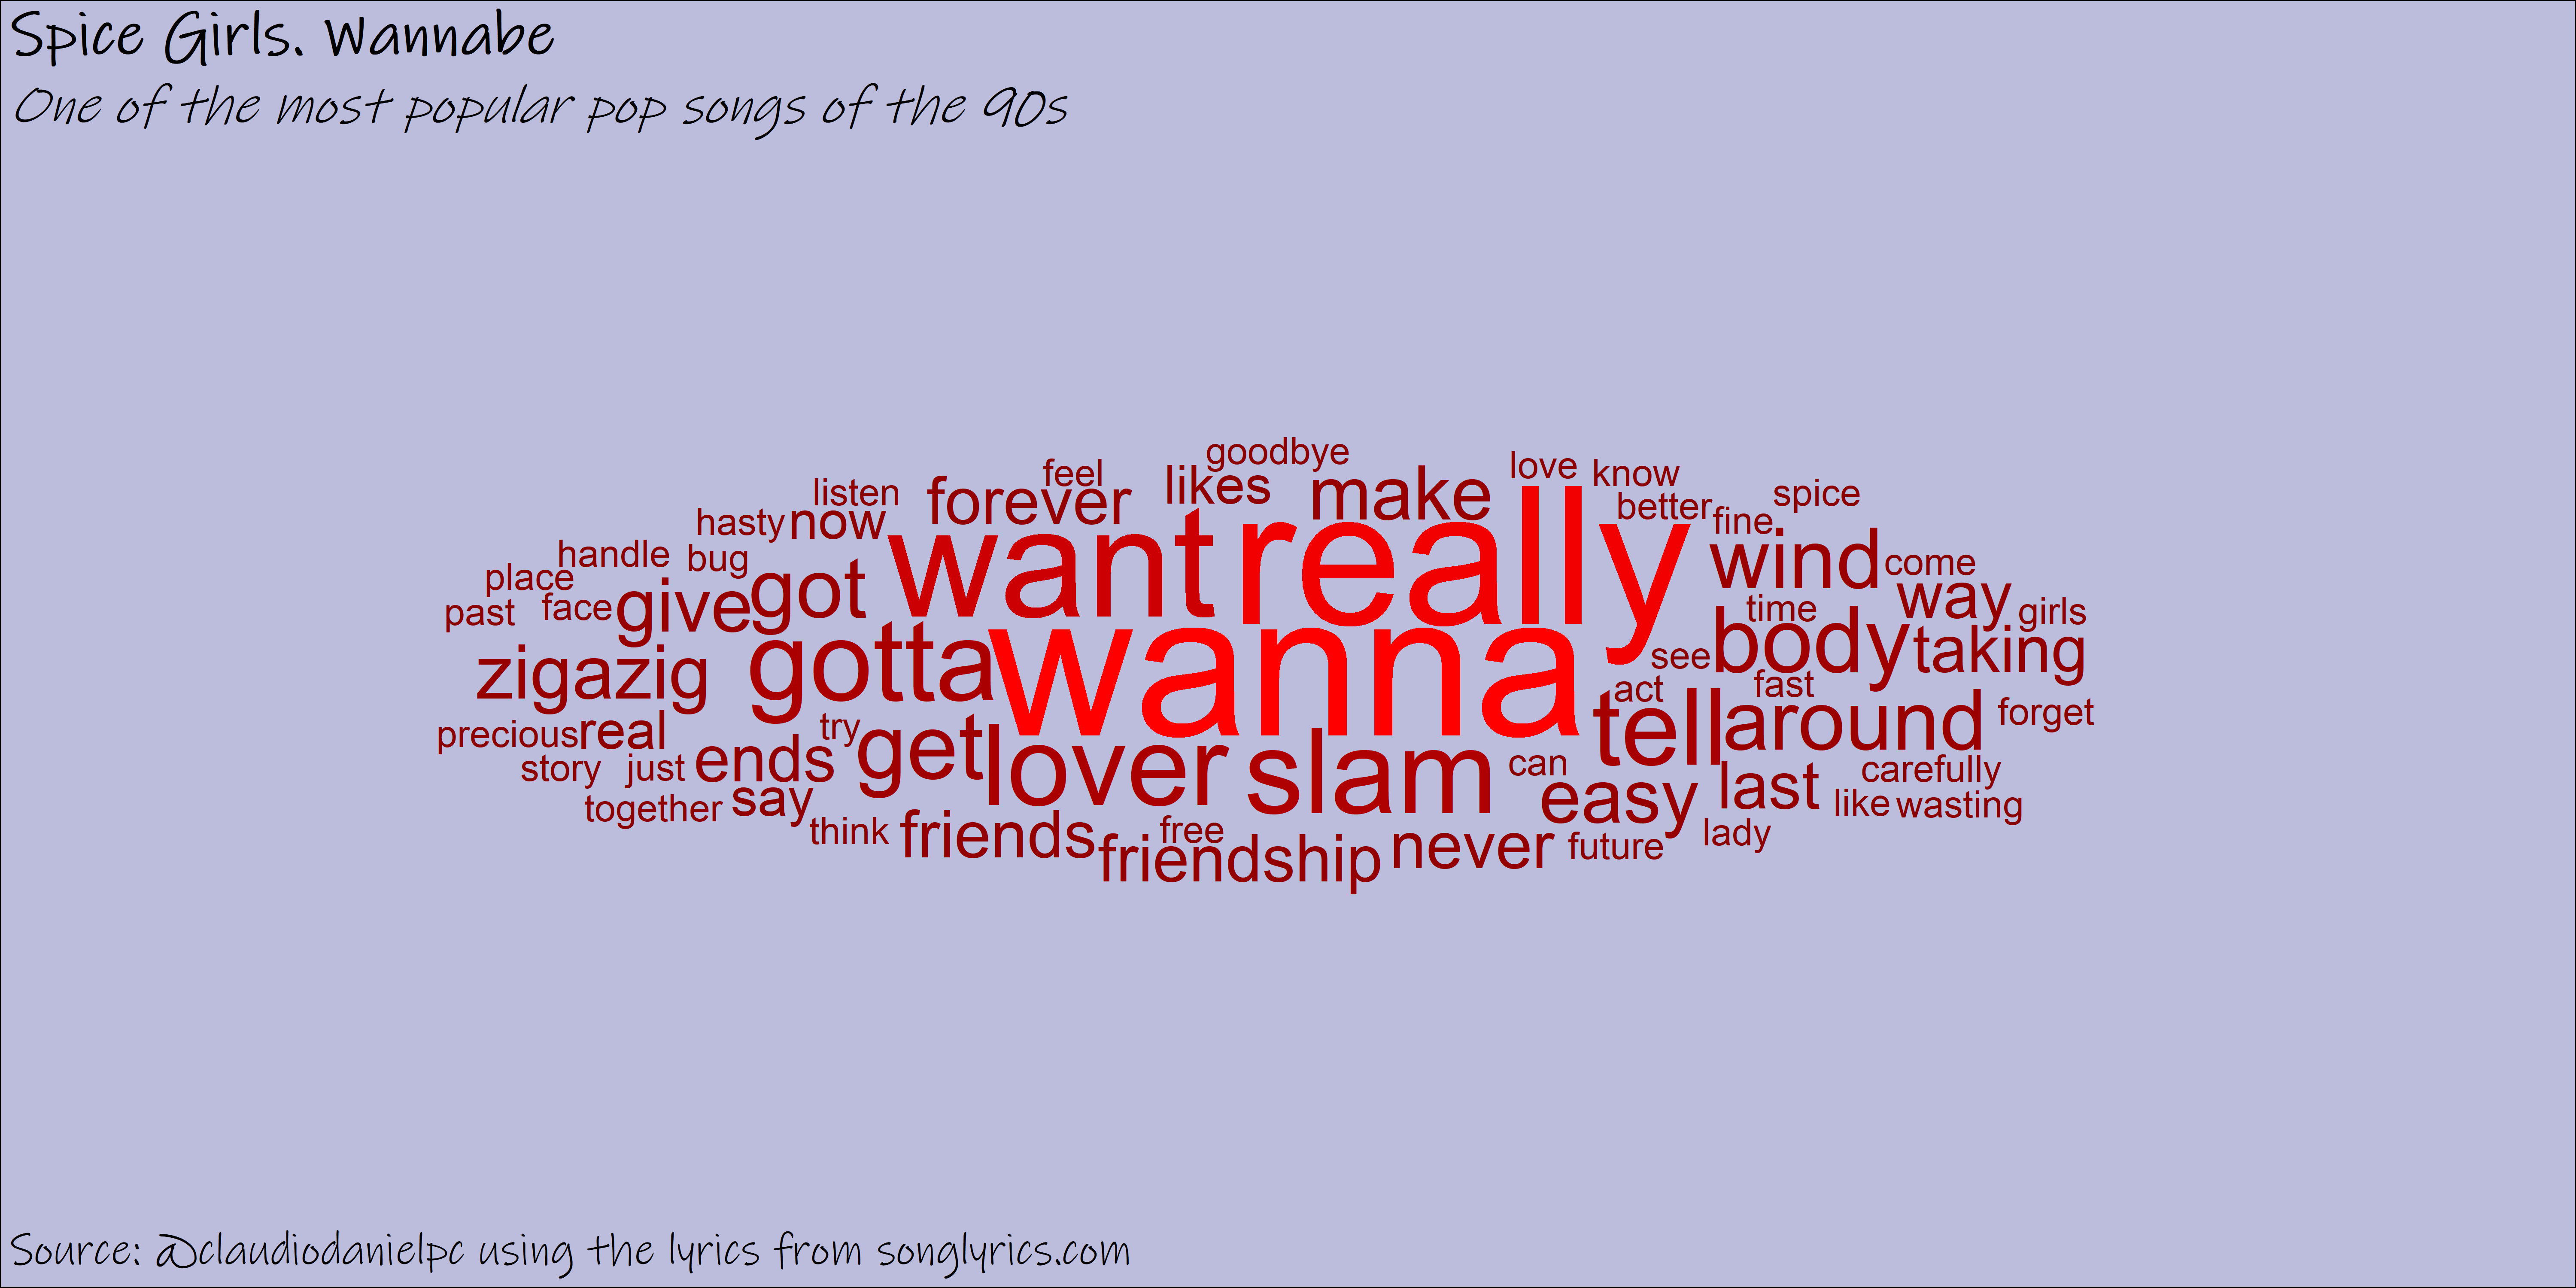 Spice Girls. Wannabe
One of the most popular pop songs of the 90s
goodbye
feel likes love know
listen forever make better spice
hasty now fine
want really
handle bug wind come
place got
past face give time way girls
wanna
zigazig gotta see body taking
act fast
precious real try get tell around forget
story just ends lover slam can last carefully
together say easy like wasting
think friends free never future lady
friendship
Source: @claudiodanielpc using the lyrics from songlyrics.com